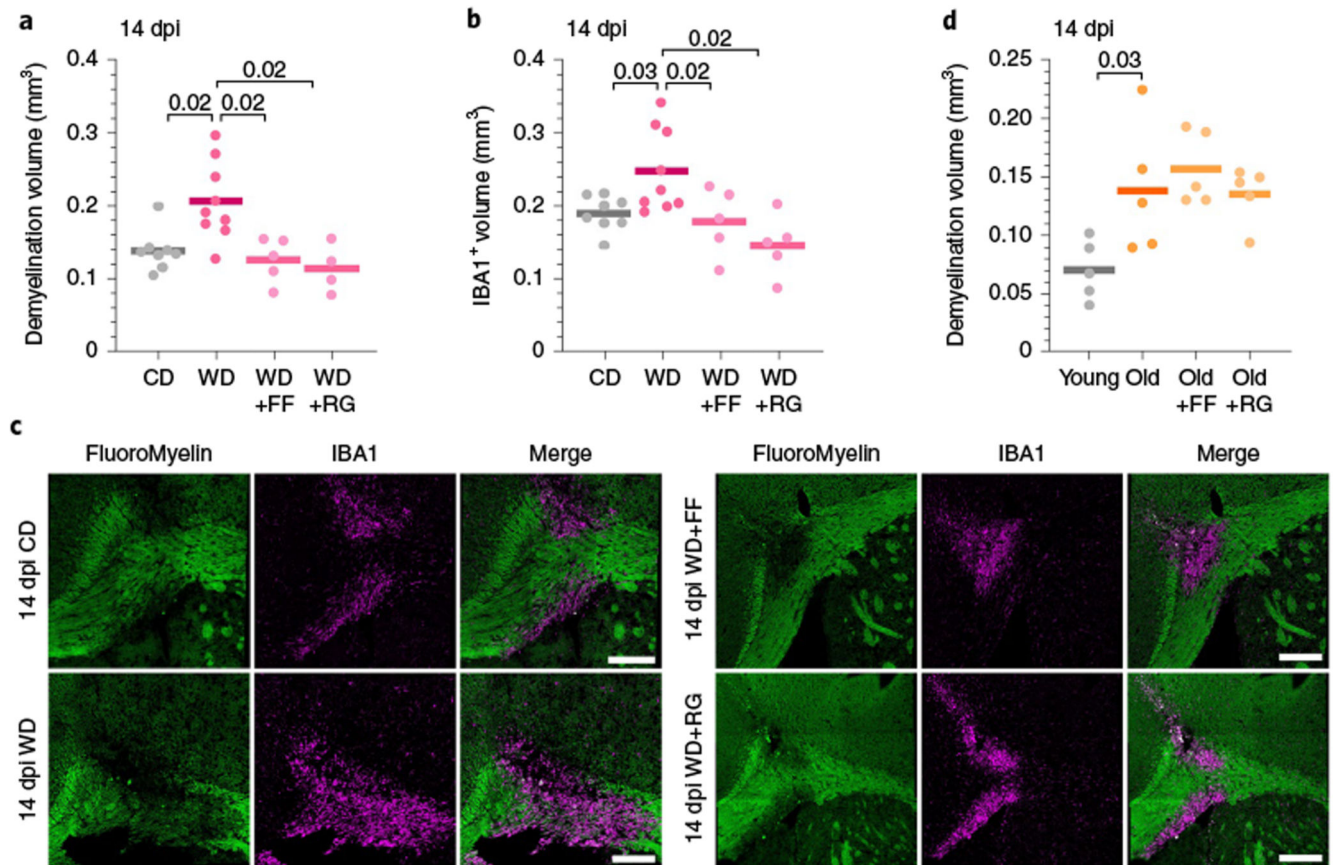 a
14 dpi
Demyelination volume (mm³)
0.4
0.3
0.2
0.1
0
0.02
0.02
0.02
CD
WD
WD
+FF
WD
+RG
b
14 dpi
IBA1⁺ volume (mm³)
0.4
0.3
0.2
0.1
0
0.02
0.03
0.02
CD
WD
WD
+FF
WD
+RG
d
14 dpi
Demyelination volume (mm³)
0.25
0.20
0.15
0.10
0.05
0
0.03
Young
Old
Old
+FF
Old
+RG
c
FluoroMyelin
IBA1
Merge
14 dpi CD
14 dpi WD
FluoroMyelin
IBA1
Merge
14 dpi WD+FF
14 dpi WD+RG